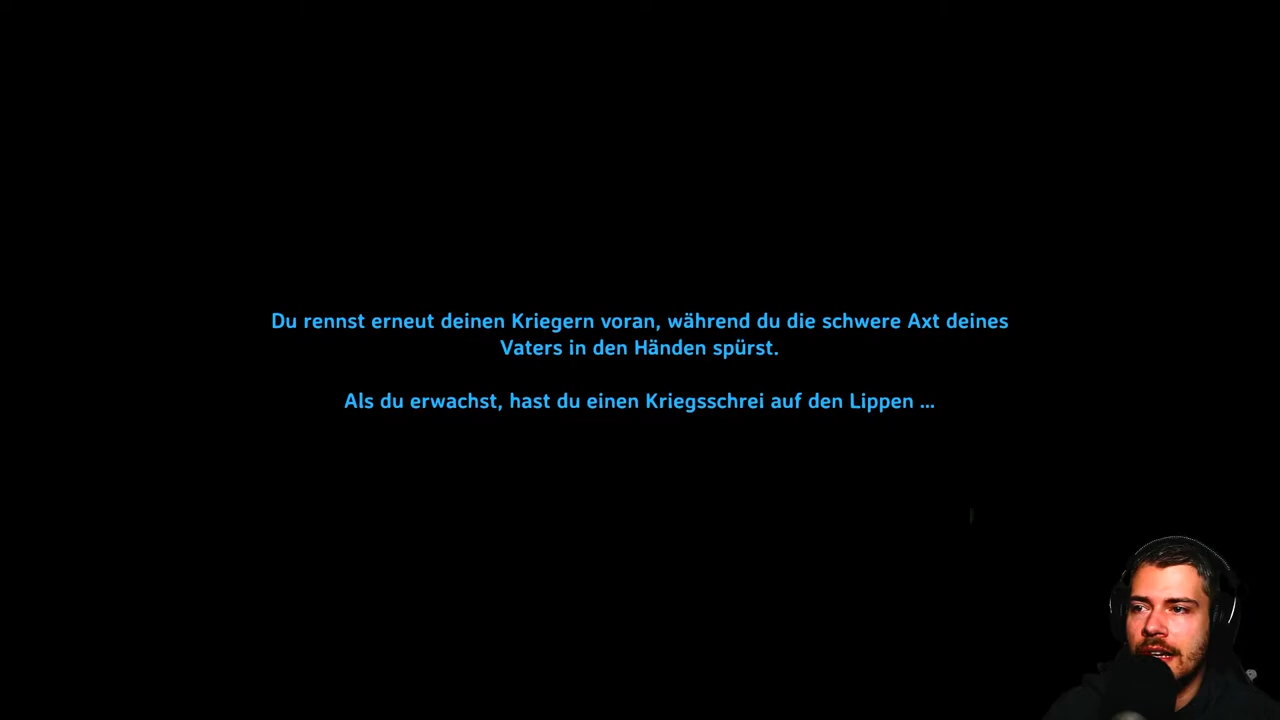 Du rennst erneut deinen Kriegern voran, während du die schwere Axt deines
Vaters in den Händen spürst.
Als du erwachst, hast du einen Kriegsschrei auf den Lippen ...